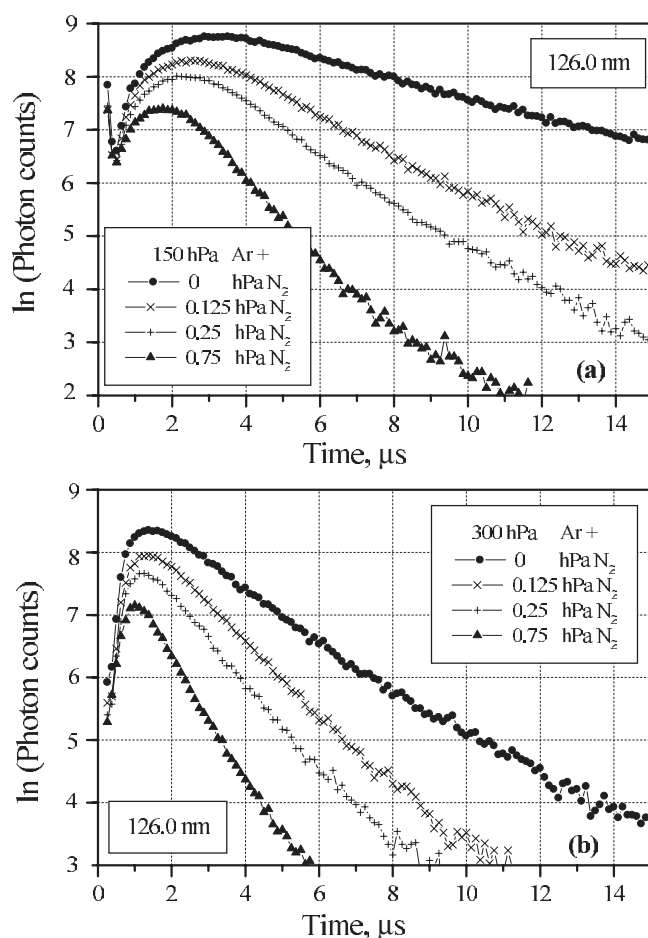 9
8
7
6
5
4
3
2
ln (Photon counts)
126.0 nm
150 hPa Ar +
0 hPa N2
0.125 hPa N2
0.25 hPa N2
0.75 hPa N2
(a)
0 2 4 6 8 10 12 14
Time, μs
9
8
7
6
5
4
3
ln (Photon counts)
300 hPa Ar +
0 hPa N2
0.125 hPa N2
0.25 hPa N2
0.75 hPa N2
126.0 nm
(b)
0 2 4 6 8 10 12 14
Time, μs